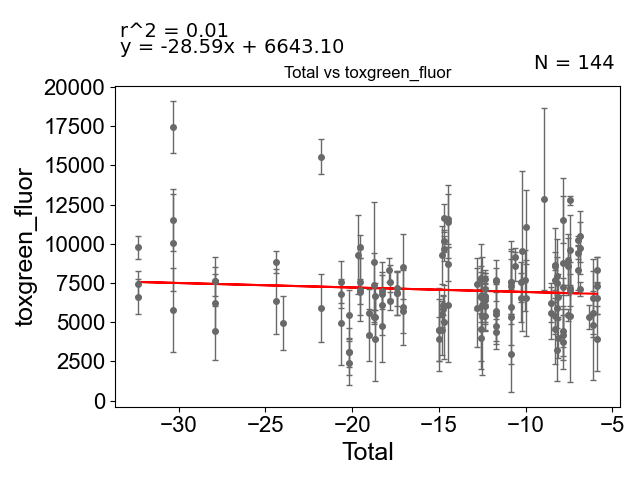 r^2 = 0.01
y = -28.59x + 6643.10
N = 144
Total vs toxgreen_fluor
20000
17500
15000
12500
10000
7500
5000
2500
0
toxgreen_fluor
−30
−25
−20
−15
−10
−5
Total